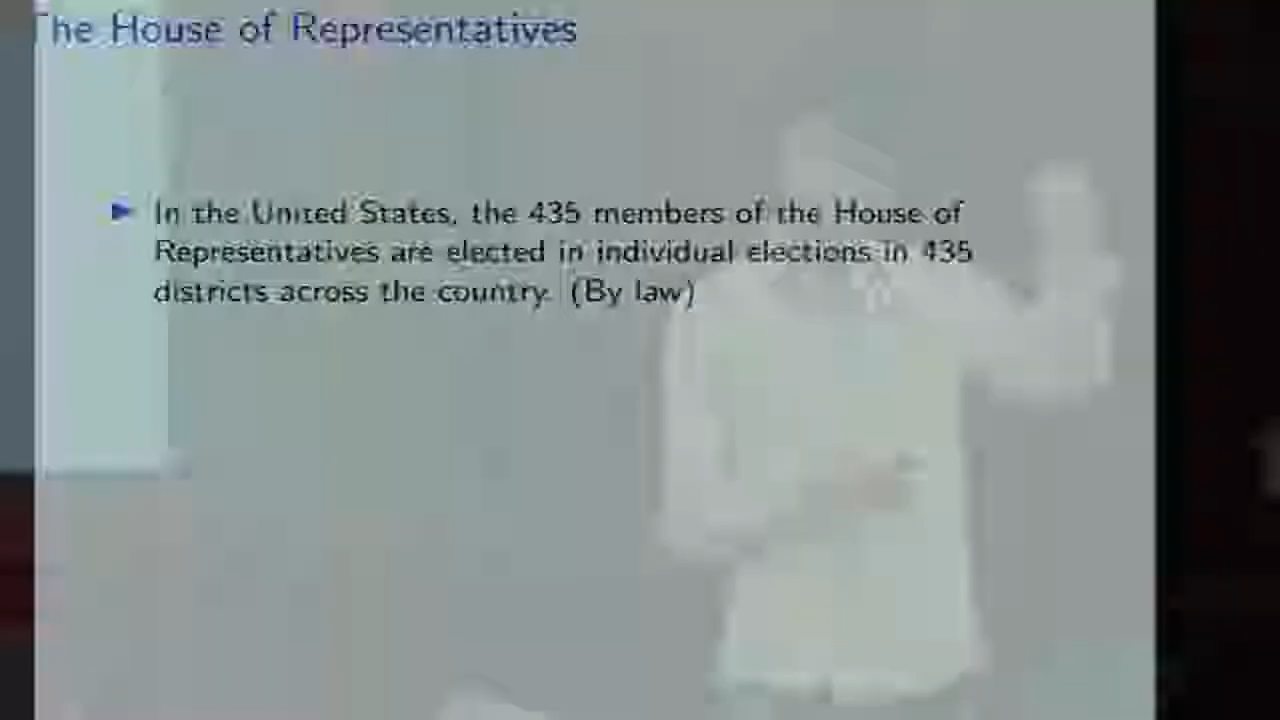 The House of Representatives
In the United States, the 435 members of the House of
Representatives are elected in individual elections in 435
districts across the country. (By law)